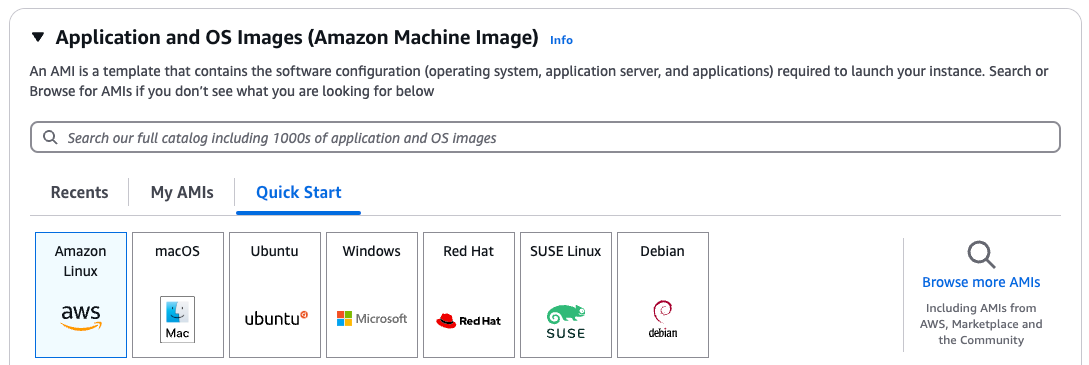 Application and OS Images (Amazon Machine Image) Info
An AMI is a template that contains the software configuration (operating system, application server, and applications) required to launch your instance. Search or
Browse for AMIs if you don’t see what you are looking for below
Search our full catalog including 1000s of application and OS images
Recents
My AMIs
Quick Start
Amazon
Linux
aws
macOS
Mac
Ubuntu
ubuntu
Windows
Microsoft
Red Hat
Red Hat
SUSE Linux
SUSE
Debian
debian
Browse more AMIs
Including AMIs from
AWS, Marketplace and
the Community